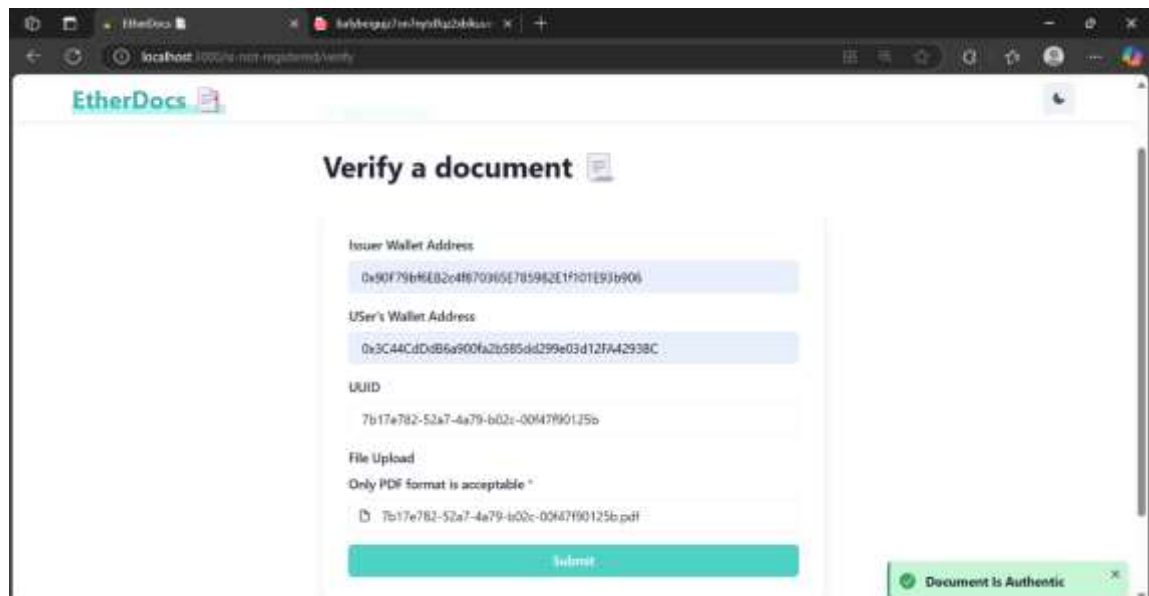 EtherDocs
localhost
EtherDocs
Verify a document
Issuer Wallet Address
USer's Wallet Address
0x3C44CdDdB6a900fa2b585dd299e03d12FA4293BC
UUID
7b17e782-52a7-4a79-b02c-00f47f90125b
File Upload
Only PDF format is acceptable *
7b17e782-52a7-4a79-b02c-00f47f90125b.pdf
Submit
Document Is Authentic